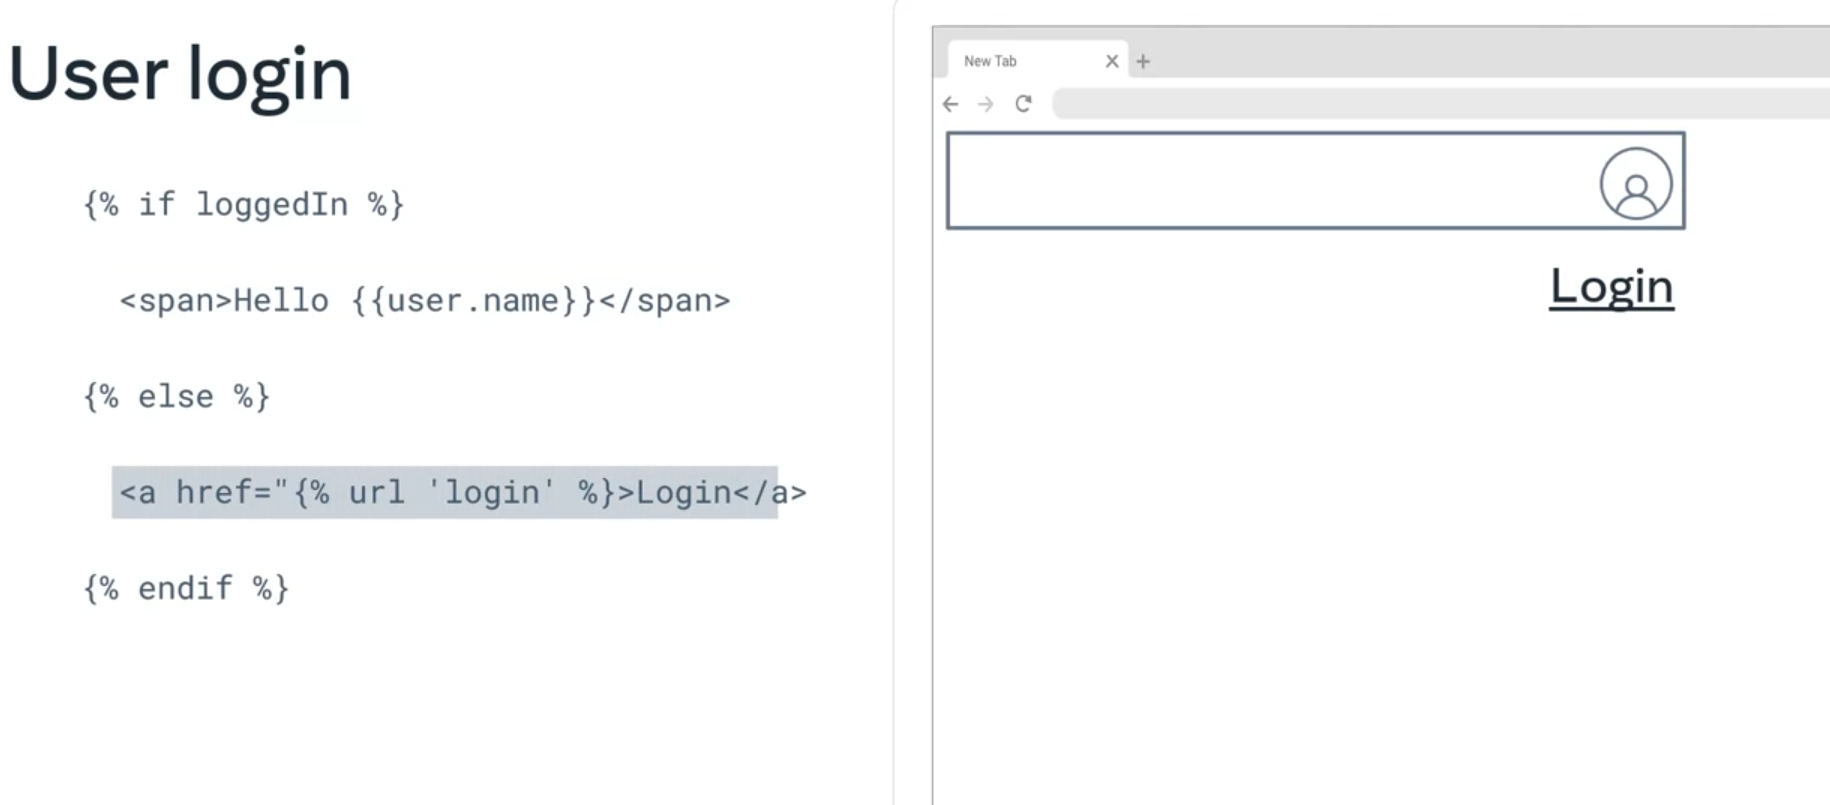 User login
{% if loggedIn %}
<span>Hello {{user.name}}</span>
{% else %}
<a href="{% url 'login' %}>Login</a>
{% endif %}
New Tab
Login